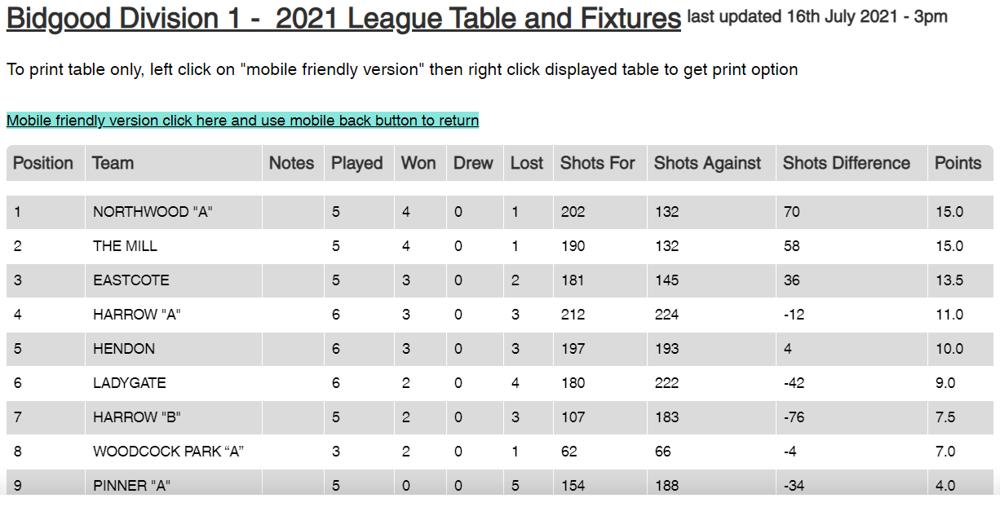 Bidgood Division 1 - 2021 League Table and Fixtures last updated 16th July 2021 - 3pm
To print table only, left click on "mobile friendly version" then right click displayed table to get print option
Mobile friendly version click here and use mobile back button to return
Position Team Notes Played Won Drew Lost Shots For Shots Against Shots Difference Points
1 NORTHWOOD "A" 5 4 0 1 202 132 70 15.0
2 THE MILL 5 4 0 1 190 132 58 15.0
3 EASTCOTE 5 3 0 2 181 145 36 13.5
4 HARROW "A" 6 3 0 3 212 224 -12 11.0
5 HENDON 6 3 0 3 197 193 4 10.0
6 LADYGATE 6 2 0 4 180 222 -42 9.0
7 HARROW "B" 5 2 0 3 107 183 -76 7.5
8 WOODCOCK PARK “A” 3 2 0 1 62 66 -4 7.0
9 PINNER "A" 5 0 0 5 154 188 -34 4.0